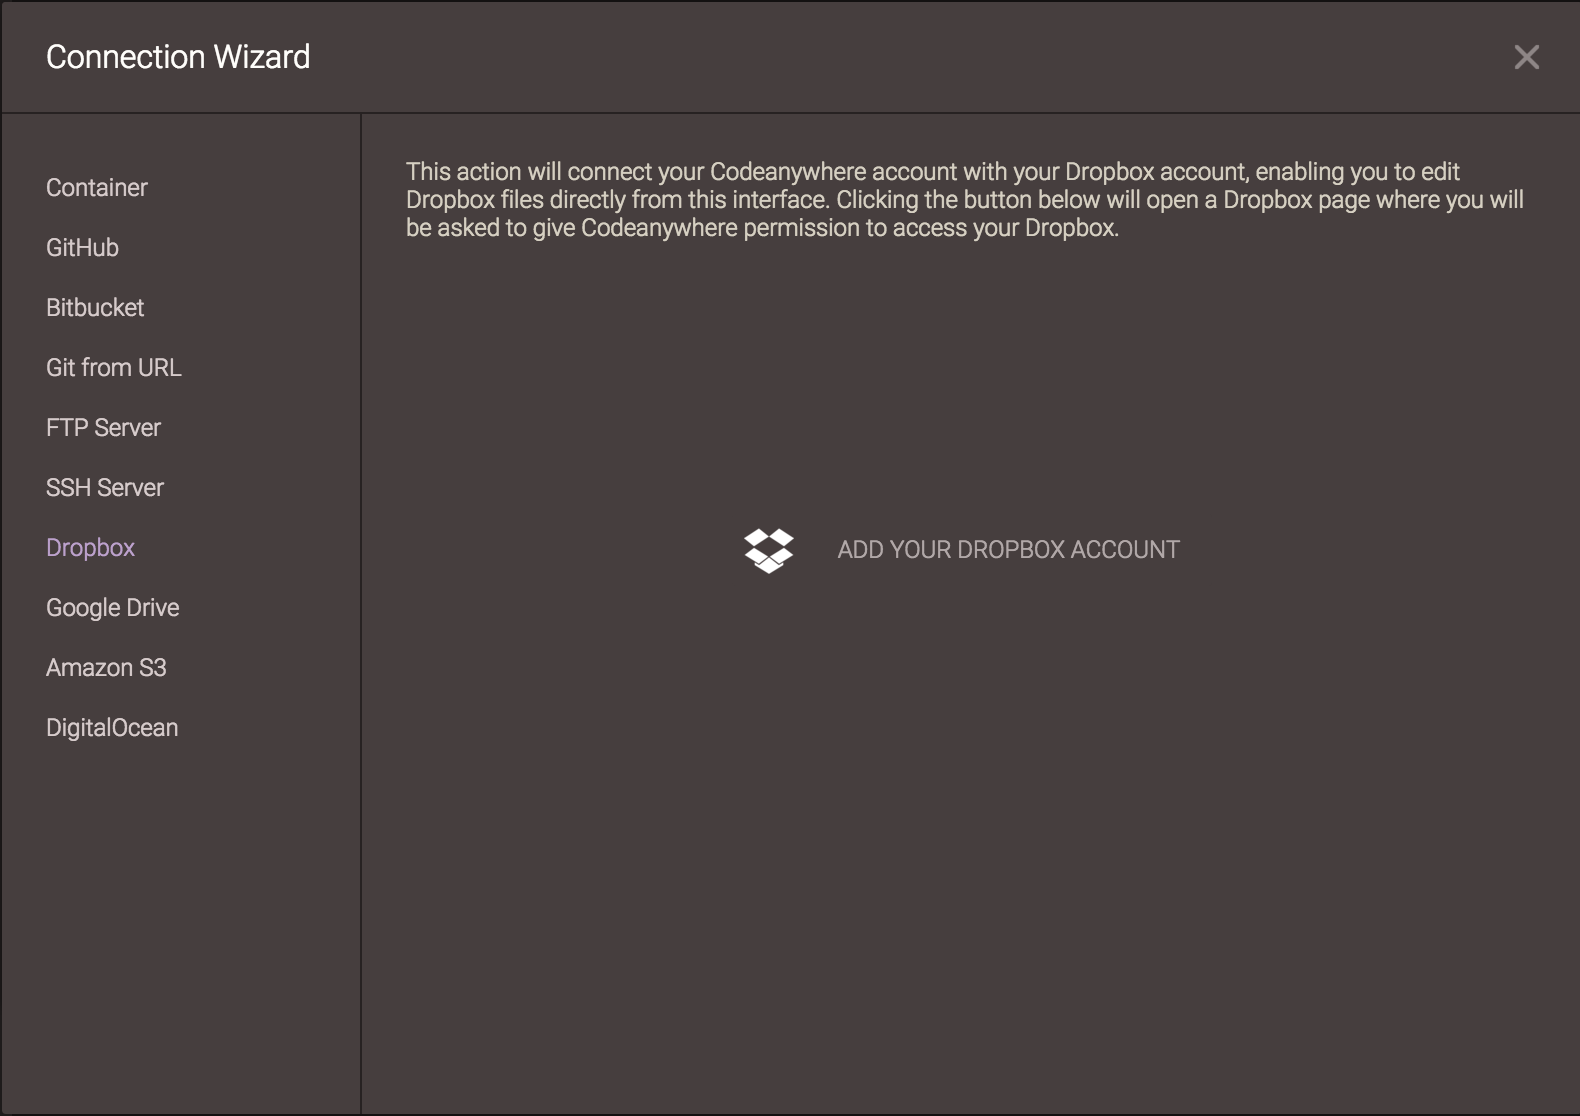 Connection Wizard
Container
GitHub
Bitbucket
Git from URL
FTP Server
SSH Server
Dropbox
Google Drive
Amazon S3
DigitalOcean
This action will connect your Codeanywhere account with your Dropbox account, enabling you to edit
Dropbox files directly from this interface. Clicking the button below will open a Dropbox page where you will
be asked to give Codeanywhere permission to access your Dropbox.
ADD YOUR DROPBOX ACCOUNT